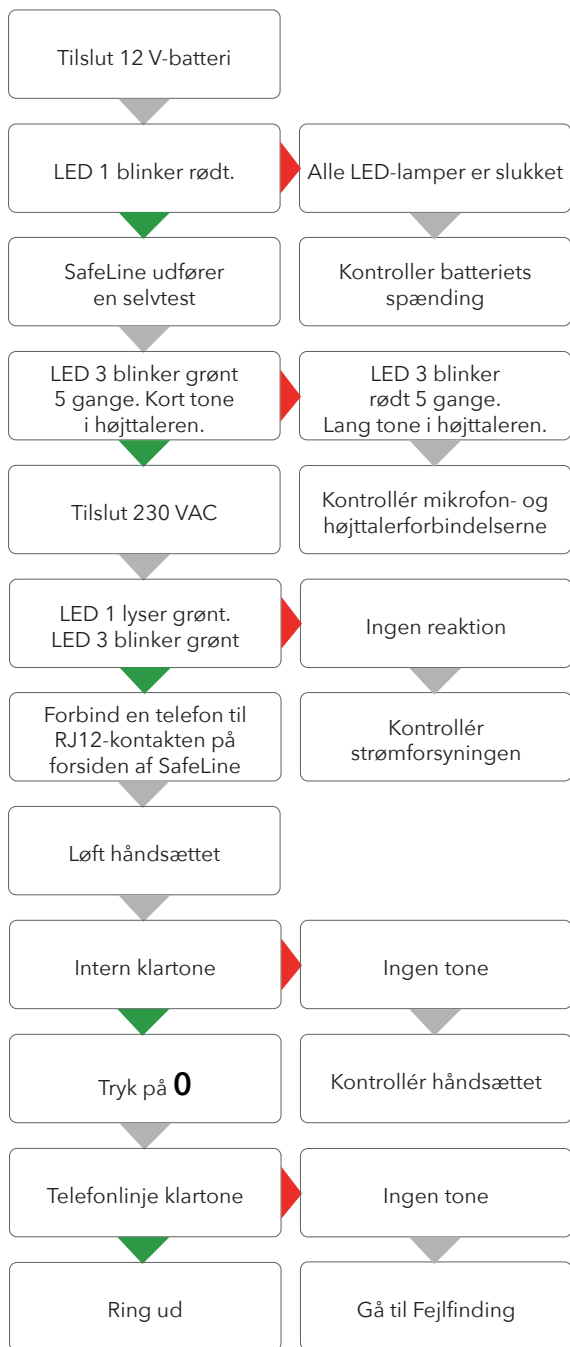 Tilslut 12 V-batteri
LED 1 blinker rødt.
Alle LED-lamper er slukket
SafeLine udfører
en selvtest
Kontroller batteriets
spænding
LED 3 blinker grønt
5 gange. Kort tone
i højttaleren.
LED 3 blinker
rødt 5 gange.
Lang tone i højttaleren.
Tilslut 230 VAC
Kontrollér mikrofon- og
højttalerforbindelserne
LED 1 lyser grønt.
LED 3 blinker grønt
Ingen reaktion
Forbind en telefon til
RJ12-kontakten på
forsiden af SafeLine
Kontrollér
strømforsyningen
Løft håndsættet
Intern klartone
Ingen tone
Tryk på 0
Kontrollér håndsættet
Telefonlinje klartone
Ingen tone
Ring ud
Gå til Fejlfinding